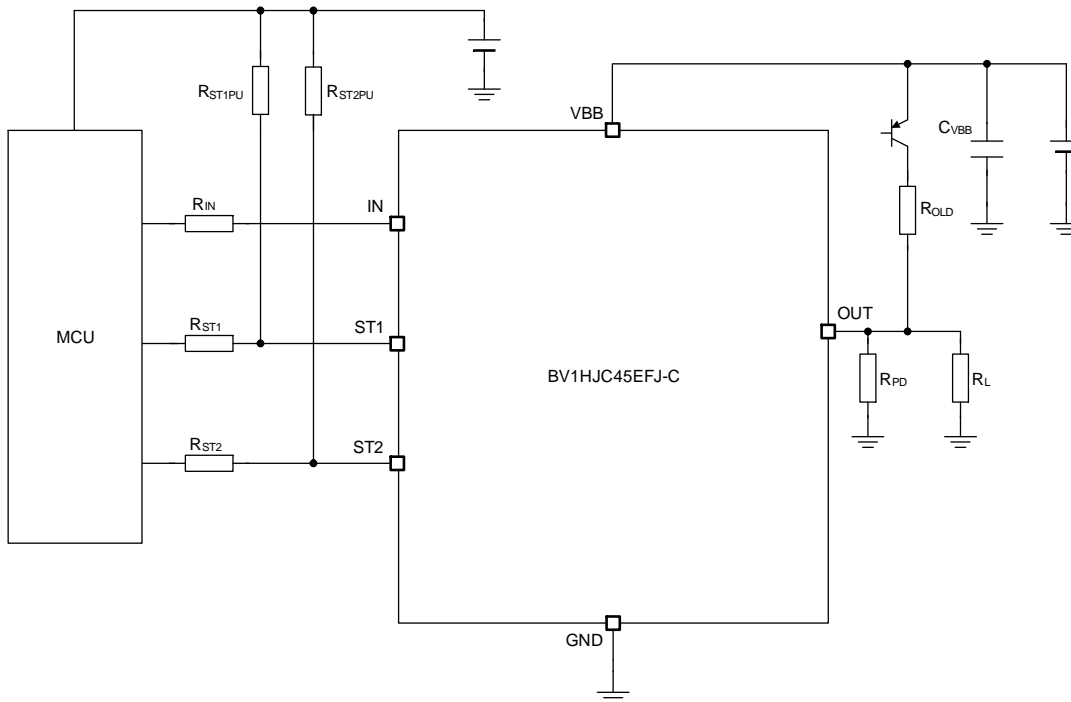 RST1PU
RST2PU
VBB
CVBB
RIN
IN
ROLD
RST1
ST1
OUT
MCU
BV1HJC45EFJ-C
RPD
RL
RST2
ST2
GND